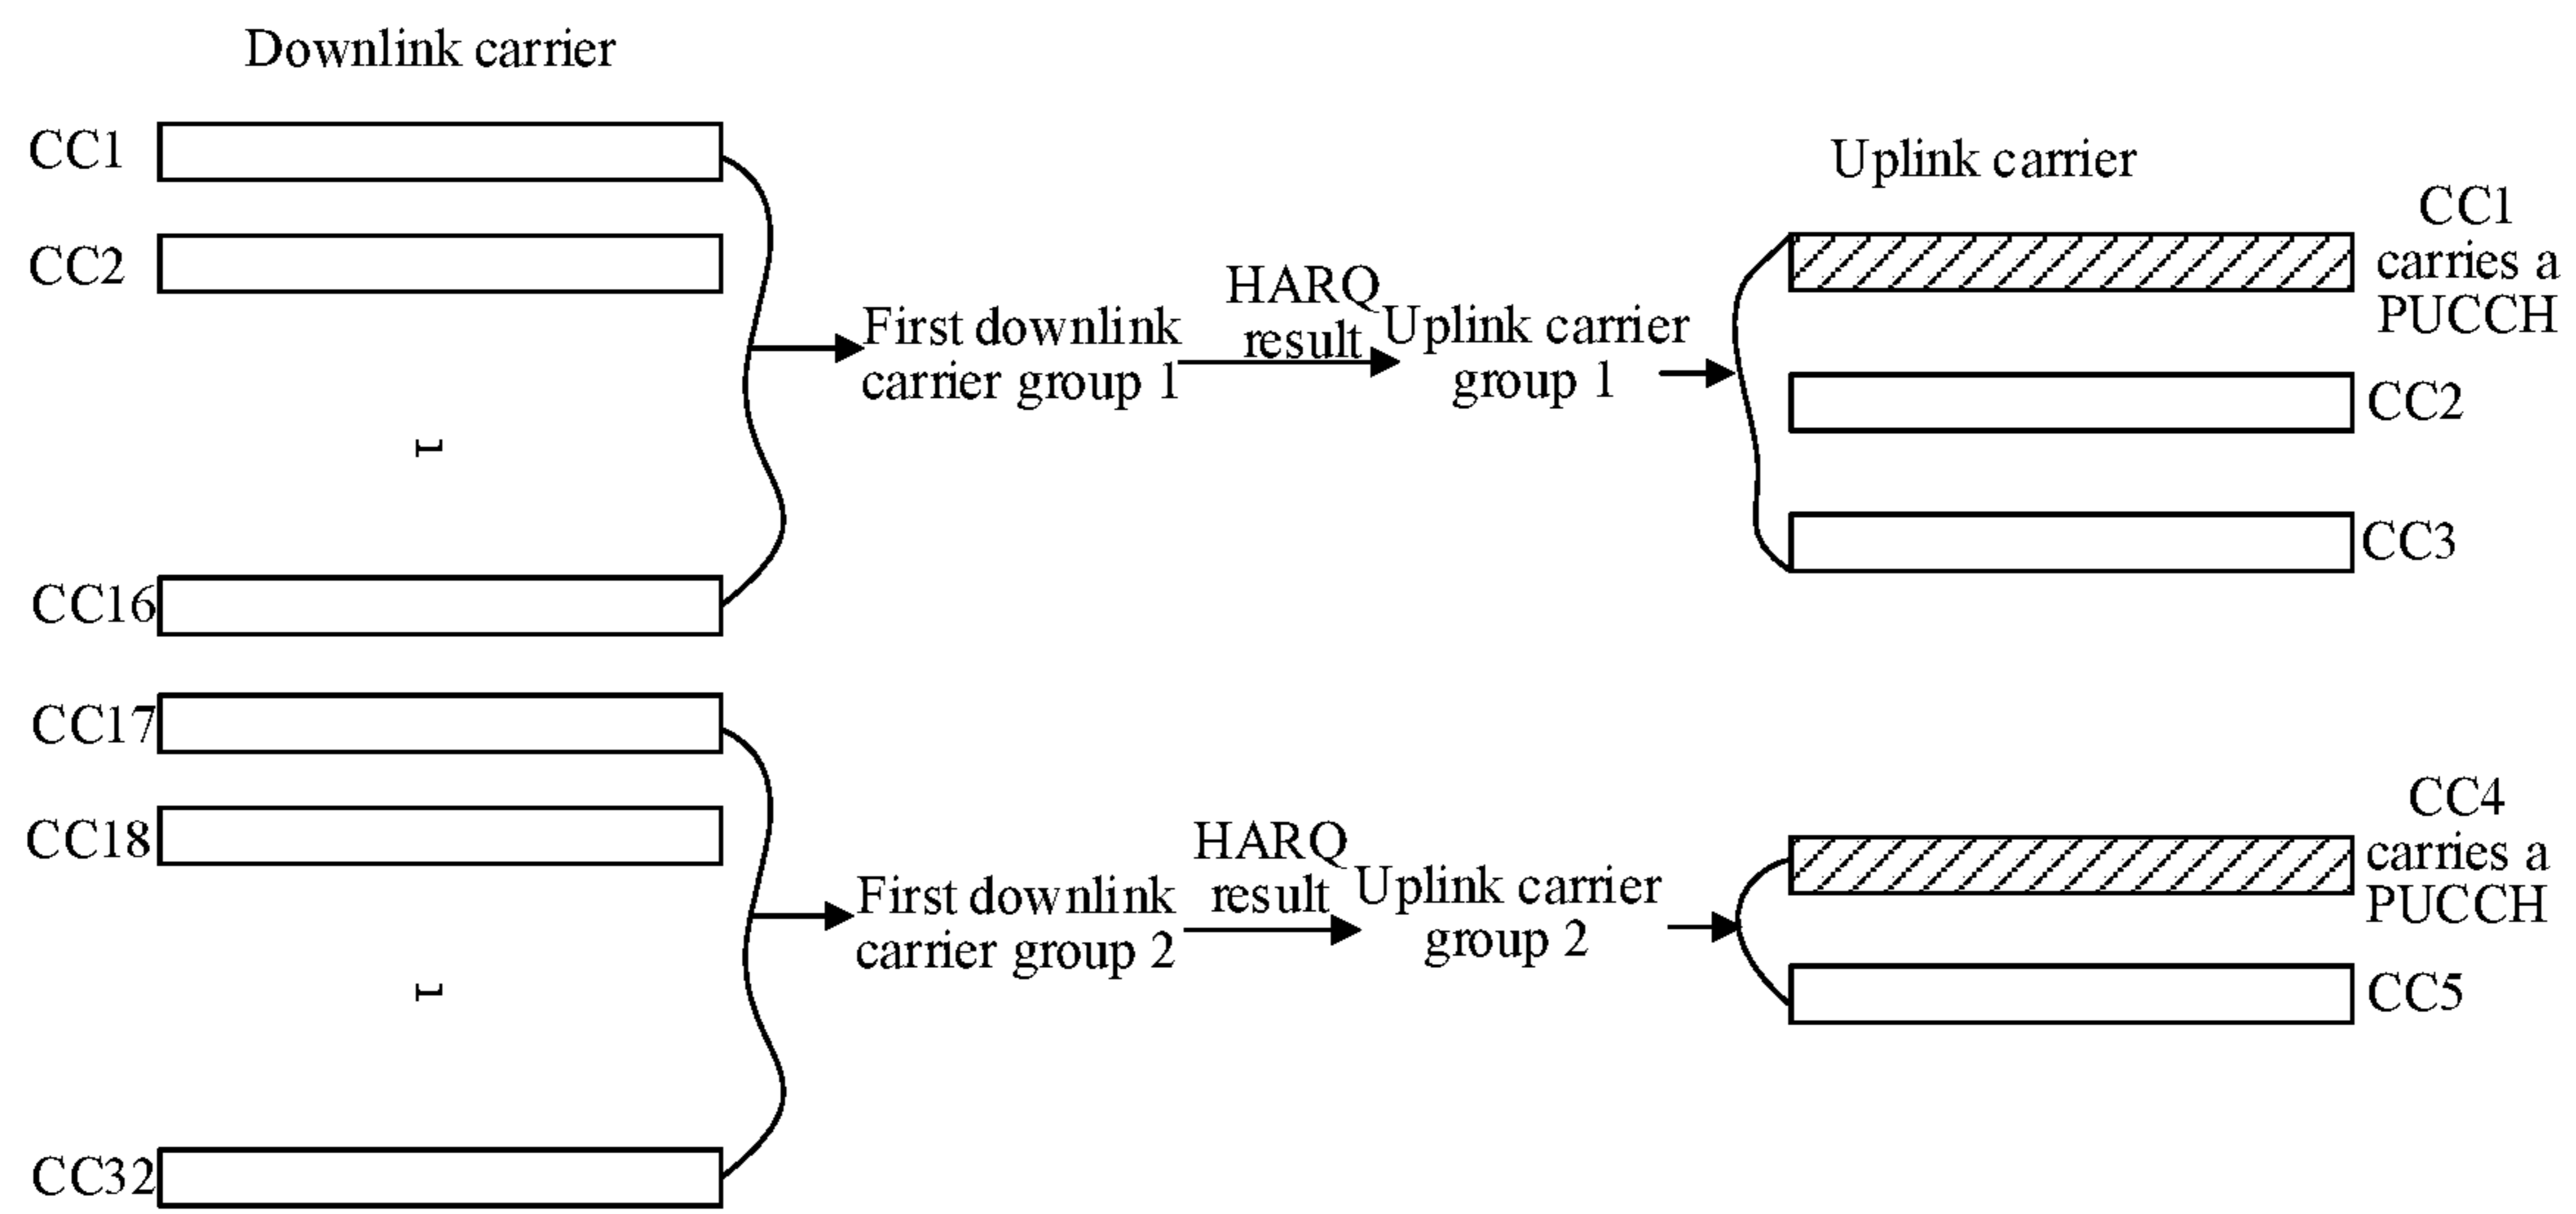 Downlink carrier
CC1
CC2
CC16
First downlink
carrier group 1
HARQ
result
Uplink carrier
group 1
Uplink carrier
CC1
carries a
PUCCH
CC2
CC3
CC17
CC18
CC32
First downlink
carrier group 2
HARQ
result
Uplink carrier
group 2
CC4
carries a
PUCCH
CC5